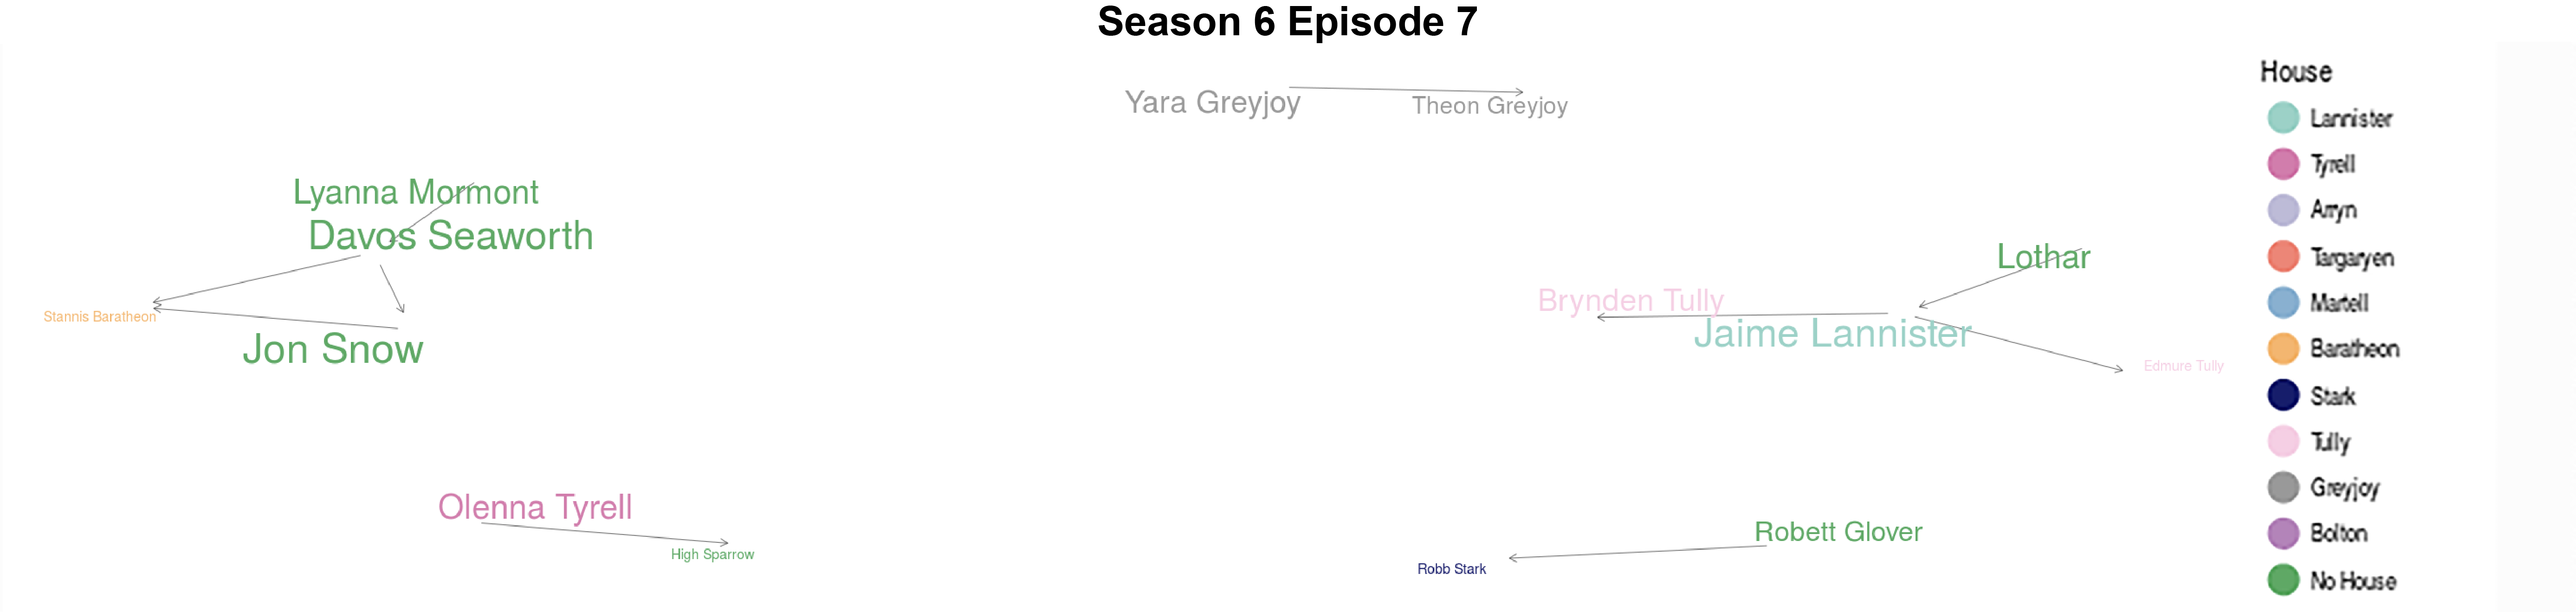 Season 6 Episode 7
Yara Greyjoy
Theon Greyjoy
Lyanna Mormont
Davos Seaworth
Stannis Baratheon
Jon Snow
Lothar
Brynden Tully
Jaime Lannister
Edmure Tully
Olenna Tyrell
High Sparrow
Robett Glover
Robb Stark
House
Lannister
Tyrell
Arryn
Targaryen
Martell
Baratheon
Stark
Tully
Greyjoy
Bolton
No House